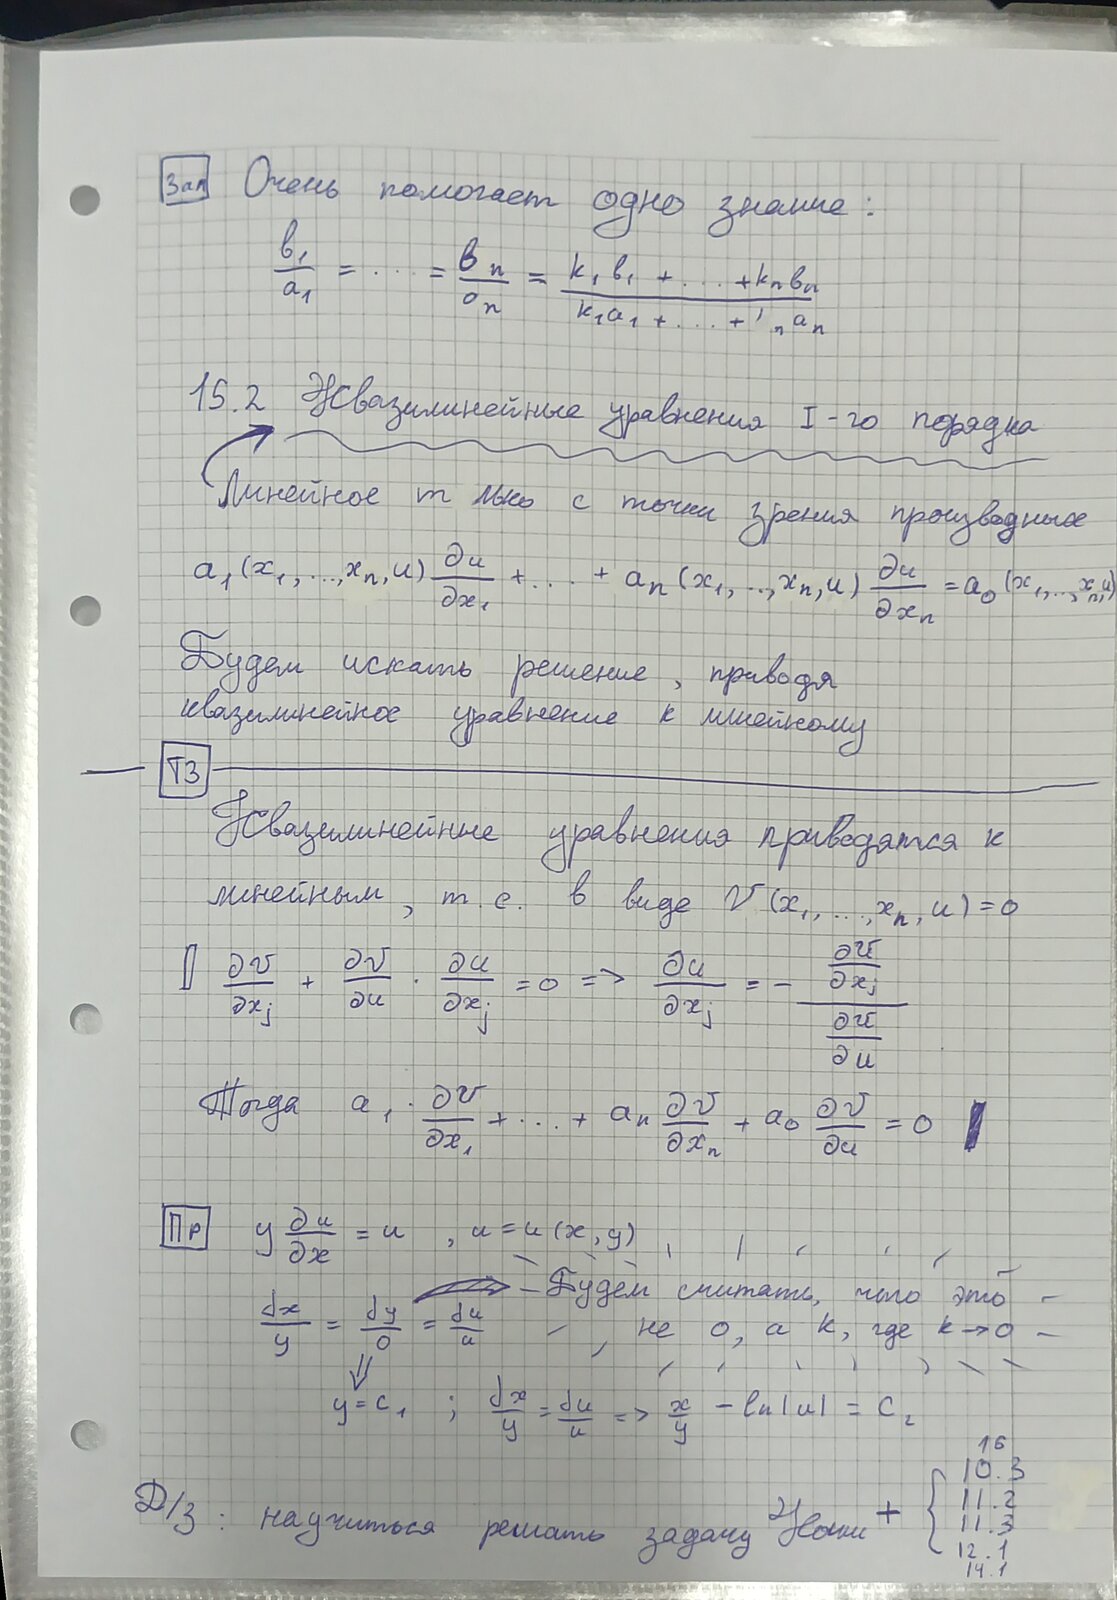 Зам Очень помогает одно знание:
b₁/a₁ = .... = bₙ/aₙ = (k₁b₁ + .... + kₙbₙ)/(k₁a₁ + .... + kₙaₙ)
15.2 Квазилинейные уравнения I-го порядка
Линейное только с точки зрения производных
a₁(x₁,...,xₙ,u) ∂u/∂x₁ + .... + aₙ(x₁,...,xₙ,u) ∂u/∂xₙ = a₀(x₁,...,xₙ,u)
Будем искать решение, приводя
квазилинейное уравнение к линейному
T3
Квазилинейные уравнения приводятся к
линейным, т.е. в виде V(x₁,...,xₙ,u)=0
▯ ∂V/∂xⱼ + ∂V/∂u · ∂u/∂xⱼ = 0 => ∂u/∂xⱼ = - (∂V/∂xⱼ)/(∂V/∂u)
Тогда a₁ · ∂V/∂x₁ + .... + aₙ ∂V/∂xₙ + a₀ ∂V/∂u = 0 ▮
Пр y ∂u/∂x = u , u = u(x,y)
dx/y = dy/0 = du/u
Будем считать, что это
не 0, а k, где k→0
⇓
y = c₁ ; dx/y = du/u => x/y - ln|u| = C₂
Д/З: научиться решать задачу Коши + {
16
10.3
11.2
11.3
12.1
14.1